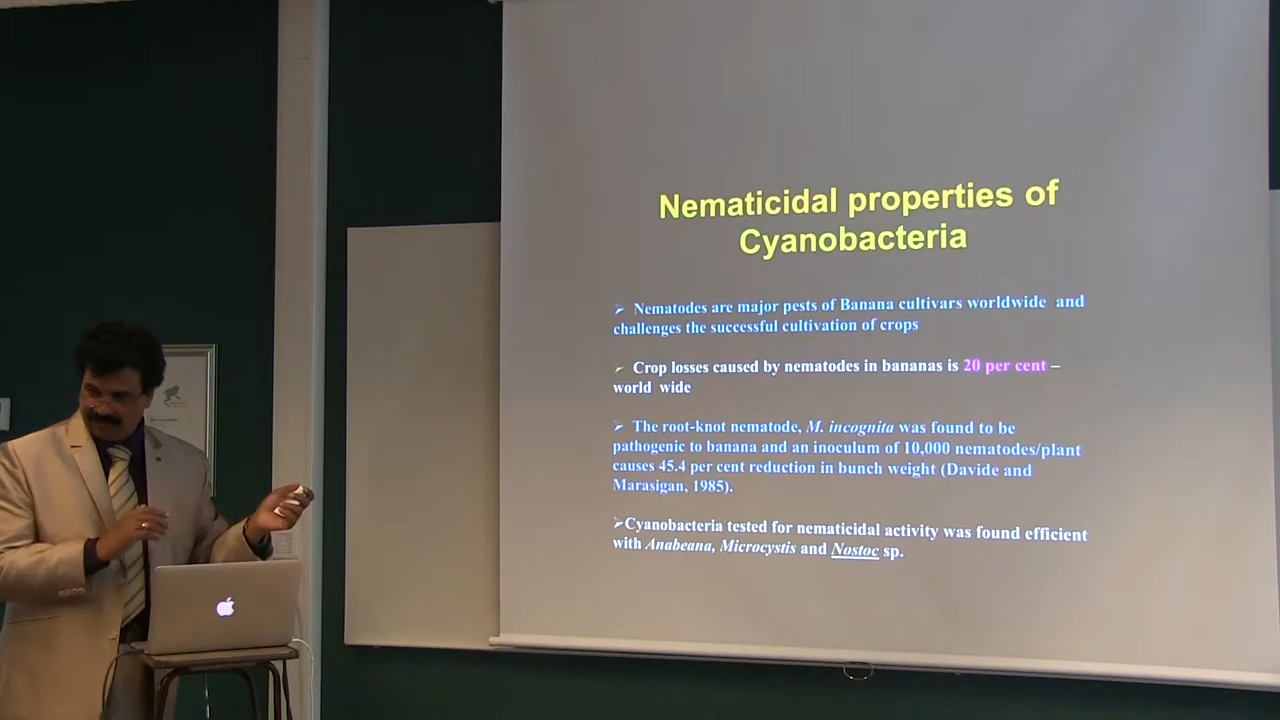 Nematicidal properties of
Cyanobacteria
➢ Nematodes are major pests of Banana cultivars worldwide and
challenges the successful cultivation of crops
➢ Crop losses caused by nematodes in bananas is 20 per cent –
world wide
➢ The root-knot nematode, M. incognita was found to be
pathogenic to banana and an inoculum of 10,000 nematodes/plant
causes 45.4 per cent reduction in bunch weight (Davide and
Marasigan, 1985).
➢Cyanobacteria tested for nematicidal activity was found efficient
with Anabeana, Microcystis and Nostoc sp.